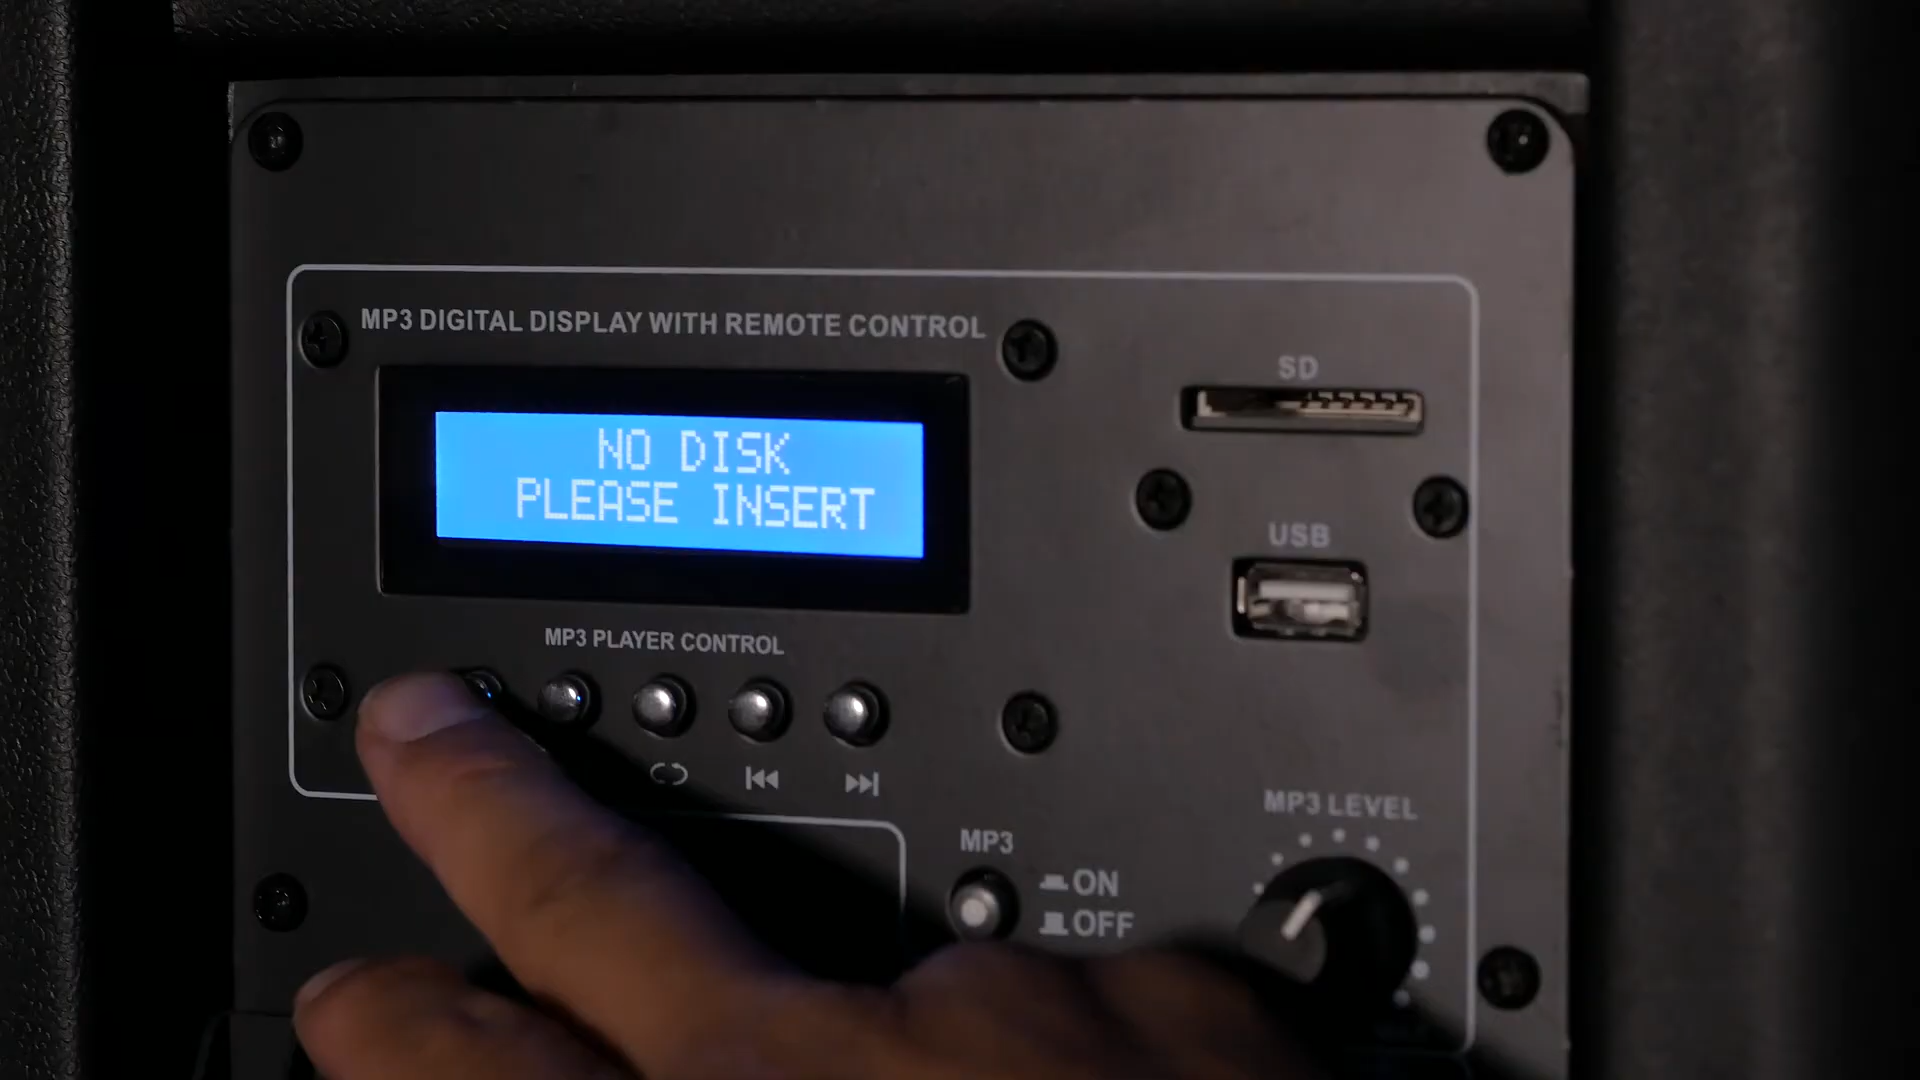 MP3 DIGITAL DISPLAY WITH REMOTE CONTROL
NO DISK
PLEASE INSERT
SD
USB
MP3 PLAYER CONTROL
MP3 LEVEL
MP3
ON
OFF